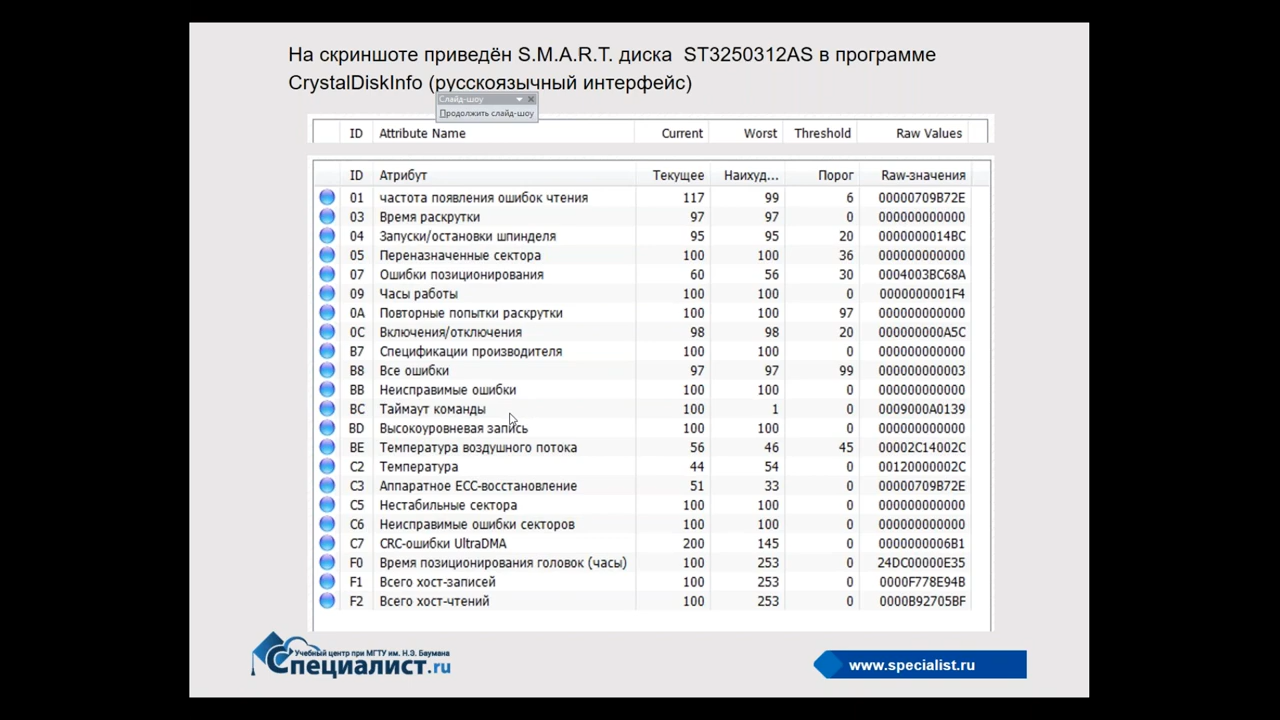 На скриншоте приведён S.M.A.R.T. диска ST3250312AS в программе
CrystalDiskInfo (русскоязычный интерфейс)
Слайд-шоу
Продолжить слайд-шоу
ID Attribute Name Current Worst Threshold Raw Values
ID Атрибут Текущее Наихуд... Порог Raw-значения
01 частота появления ошибок чтения 117 99 6 00000709B72E
03 Время раскрутки 97 97 0 000000000000
04 Запуски/остановки шпинделя 95 95 20 0000000014BC
05 Переназначенные сектора 100 100 36 000000000000
07 Ошибки позиционирования 60 56 30 0004003BC68A
09 Часы работы 100 100 0 0000000001F4
0A Повторные попытки раскрутки 100 100 97 000000000000
0C Включения/отключения 98 98 20 000000000A5C
B7 Спецификации производителя 100 100 0 000000000000
B8 Все ошибки 97 97 99 000000000003
BB Неисправимые ошибки 100 100 0 000000000000
BC Таймаут команды 100 1 0 0009000A0139
BD Высокоуровневая запись 100 100 0 000000000000
BE Температура воздушного потока 56 46 45 00002C14002C
C2 Температура 44 54 0 00120000002C
C3 Аппаратное ECC-восстановление 51 33 0 00000709B72E
C5 Нестабильные сектора 100 100 0 000000000000
C6 Неисправимые ошибки секторов 100 100 0 000000000000
C7 CRC-ошибки UltraDMA 200 145 0 0000000006B1
F0 Время позиционирования головок (часы) 100 253 0 24DC00000E35
F1 Всего хост-записей 100 253 0 0000F778E94B
F2 Всего хост-чтений 100 253 0 0000B92705BF
Учебный центр при МГТУ им. Н.Э. Баумана
Специалист.ru
www.specialist.ru